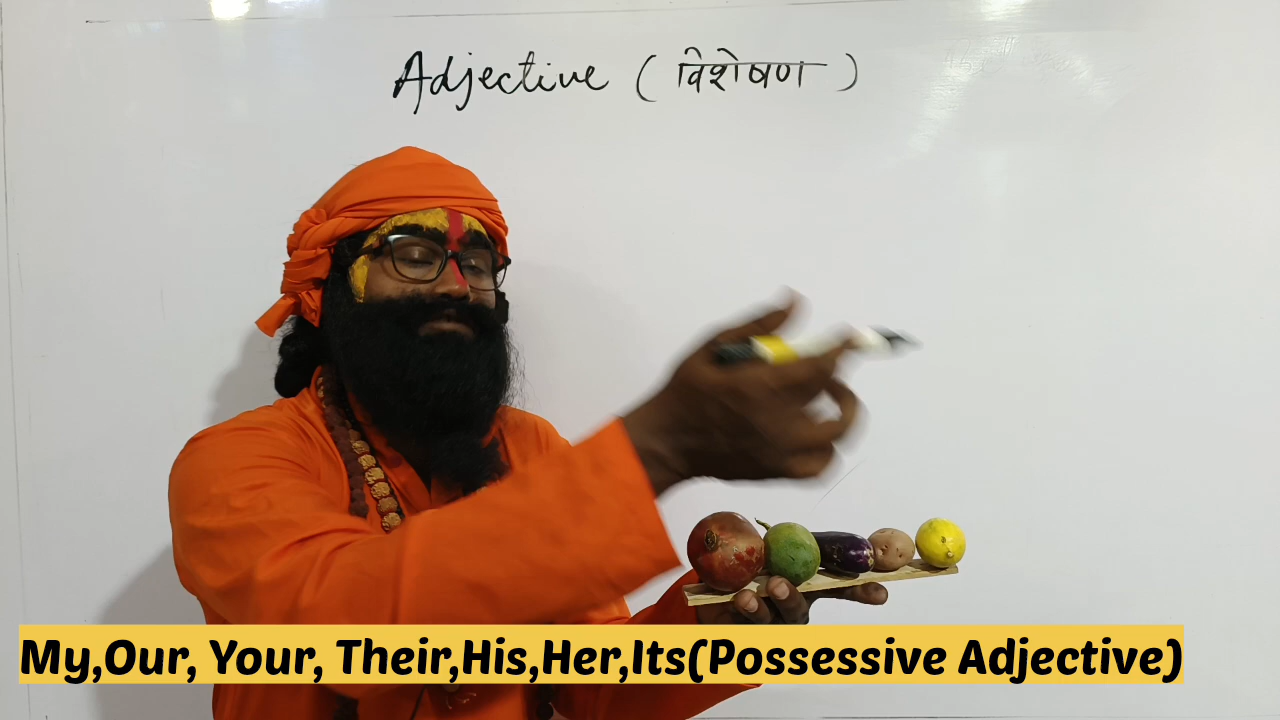 Adjective ( विशेषण )
My,Our, Your, Their,His,Her,Its(Possessive Adjective)